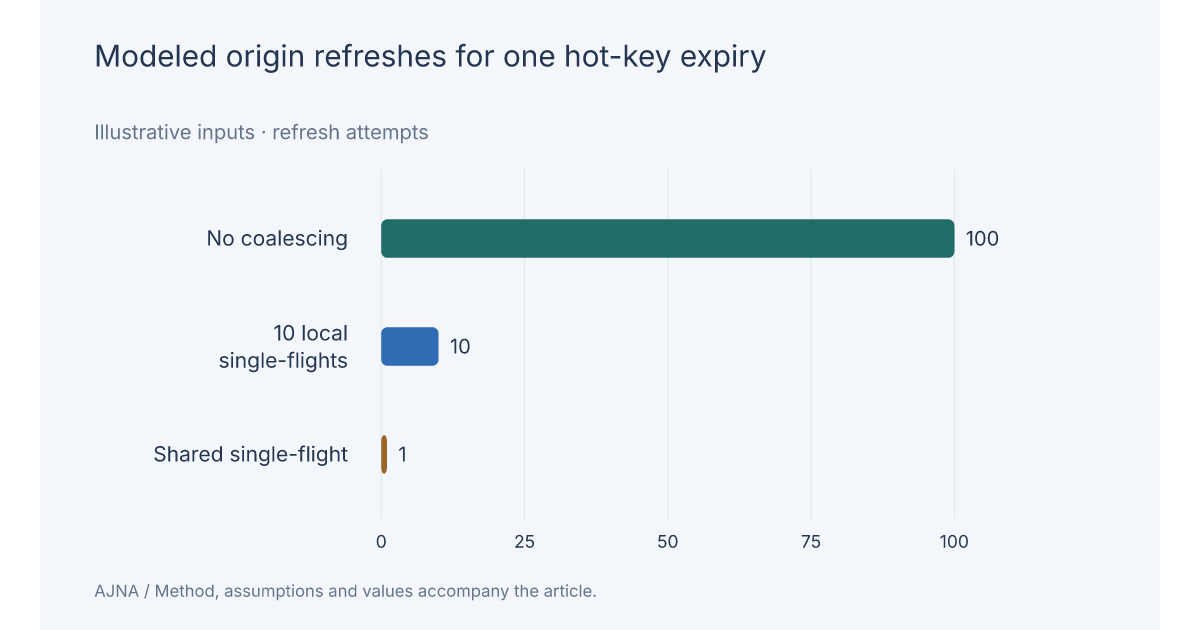 Modeled origin refreshes for one hot-key expiry
Illustrative inputs · refresh attempts
No coalescing
100
10 local
single-flights
10
Shared single-flight
1
0 25 50 75 100
AJNA / Method, assumptions and values accompany the article.